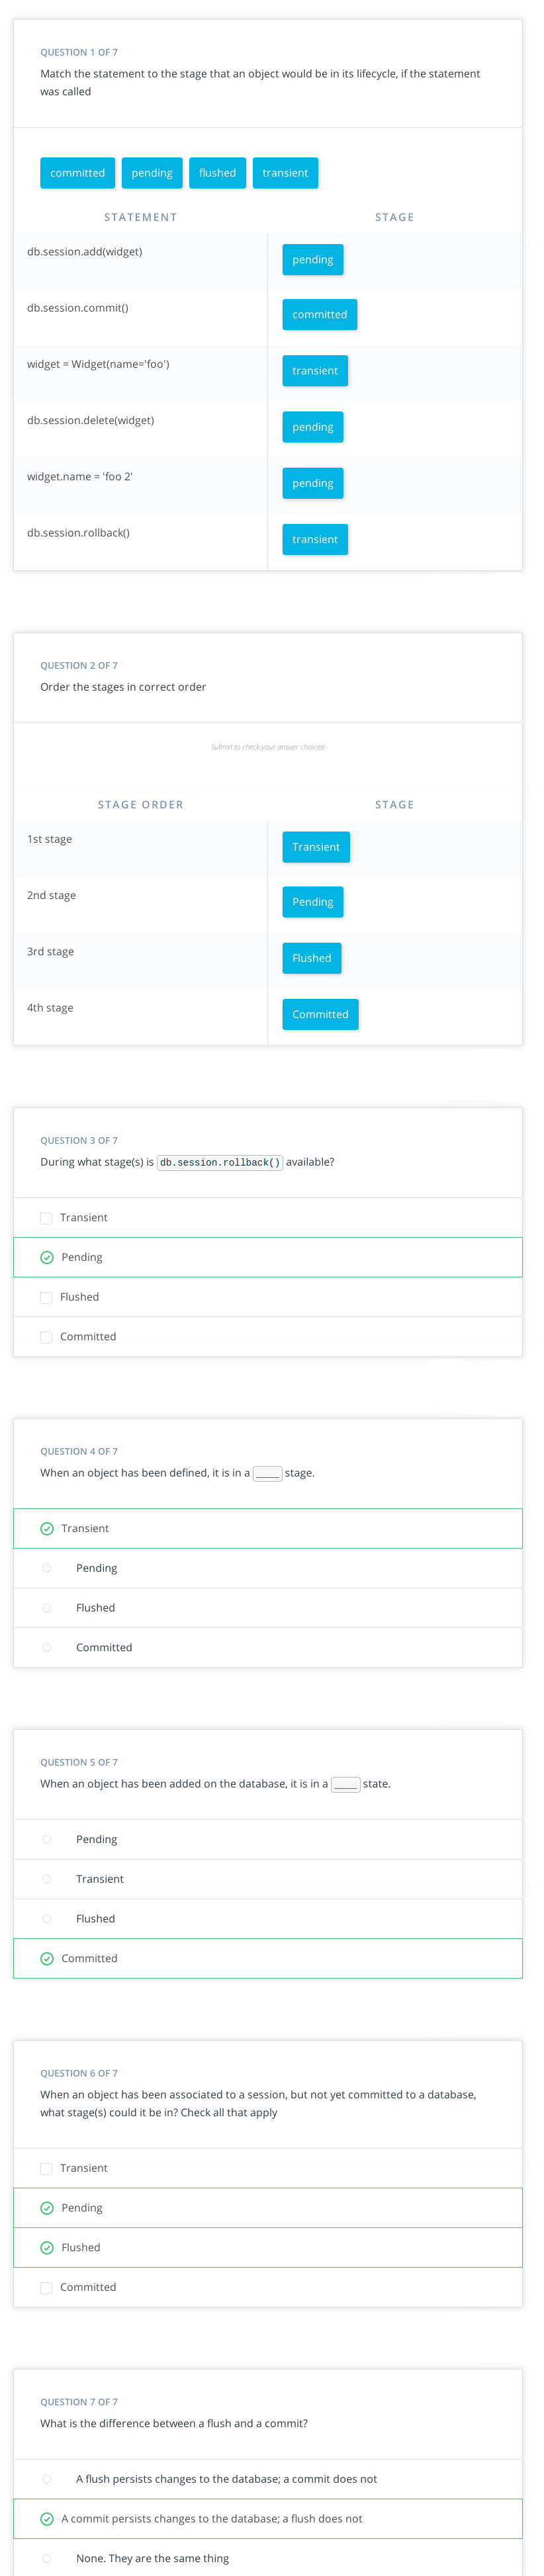 QUESTION 1 OF 7
Match the statement to the stage that an object would be in its lifecycle, if the statement
was called
committed pending flushed transient
STATEMENT STAGE
db.session.add(widget) pending
db.session.commit() committed
widget = Widget(name='foo') transient
db.session.delete(widget) pending
widget.name = 'foo 2' pending
db.session.rollback() transient
QUESTION 2 OF 7
Order the stages in correct order
Submit to check your answer choices!
STAGE ORDER STAGE
1st stage Transient
2nd stage Pending
3rd stage Flushed
4th stage Committed
QUESTION 3 OF 7
During what stage(s) is db.session.rollback() available?
Transient
Pending
Flushed
Committed
QUESTION 4 OF 7
When an object has been defined, it is in a ____ stage.
Transient
Pending
Flushed
Committed
QUESTION 5 OF 7
When an object has been added on the database, it is in a ____ state.
Pending
Transient
Flushed
Committed
QUESTION 6 OF 7
When an object has been associated to a session, but not yet committed to a database,
what stage(s) could it be in? Check all that apply
Transient
Pending
Flushed
Committed
QUESTION 7 OF 7
What is the difference between a flush and a commit?
A flush persists changes to the database; a commit does not
A commit persists changes to the database; a flush does not
None. They are the same thing